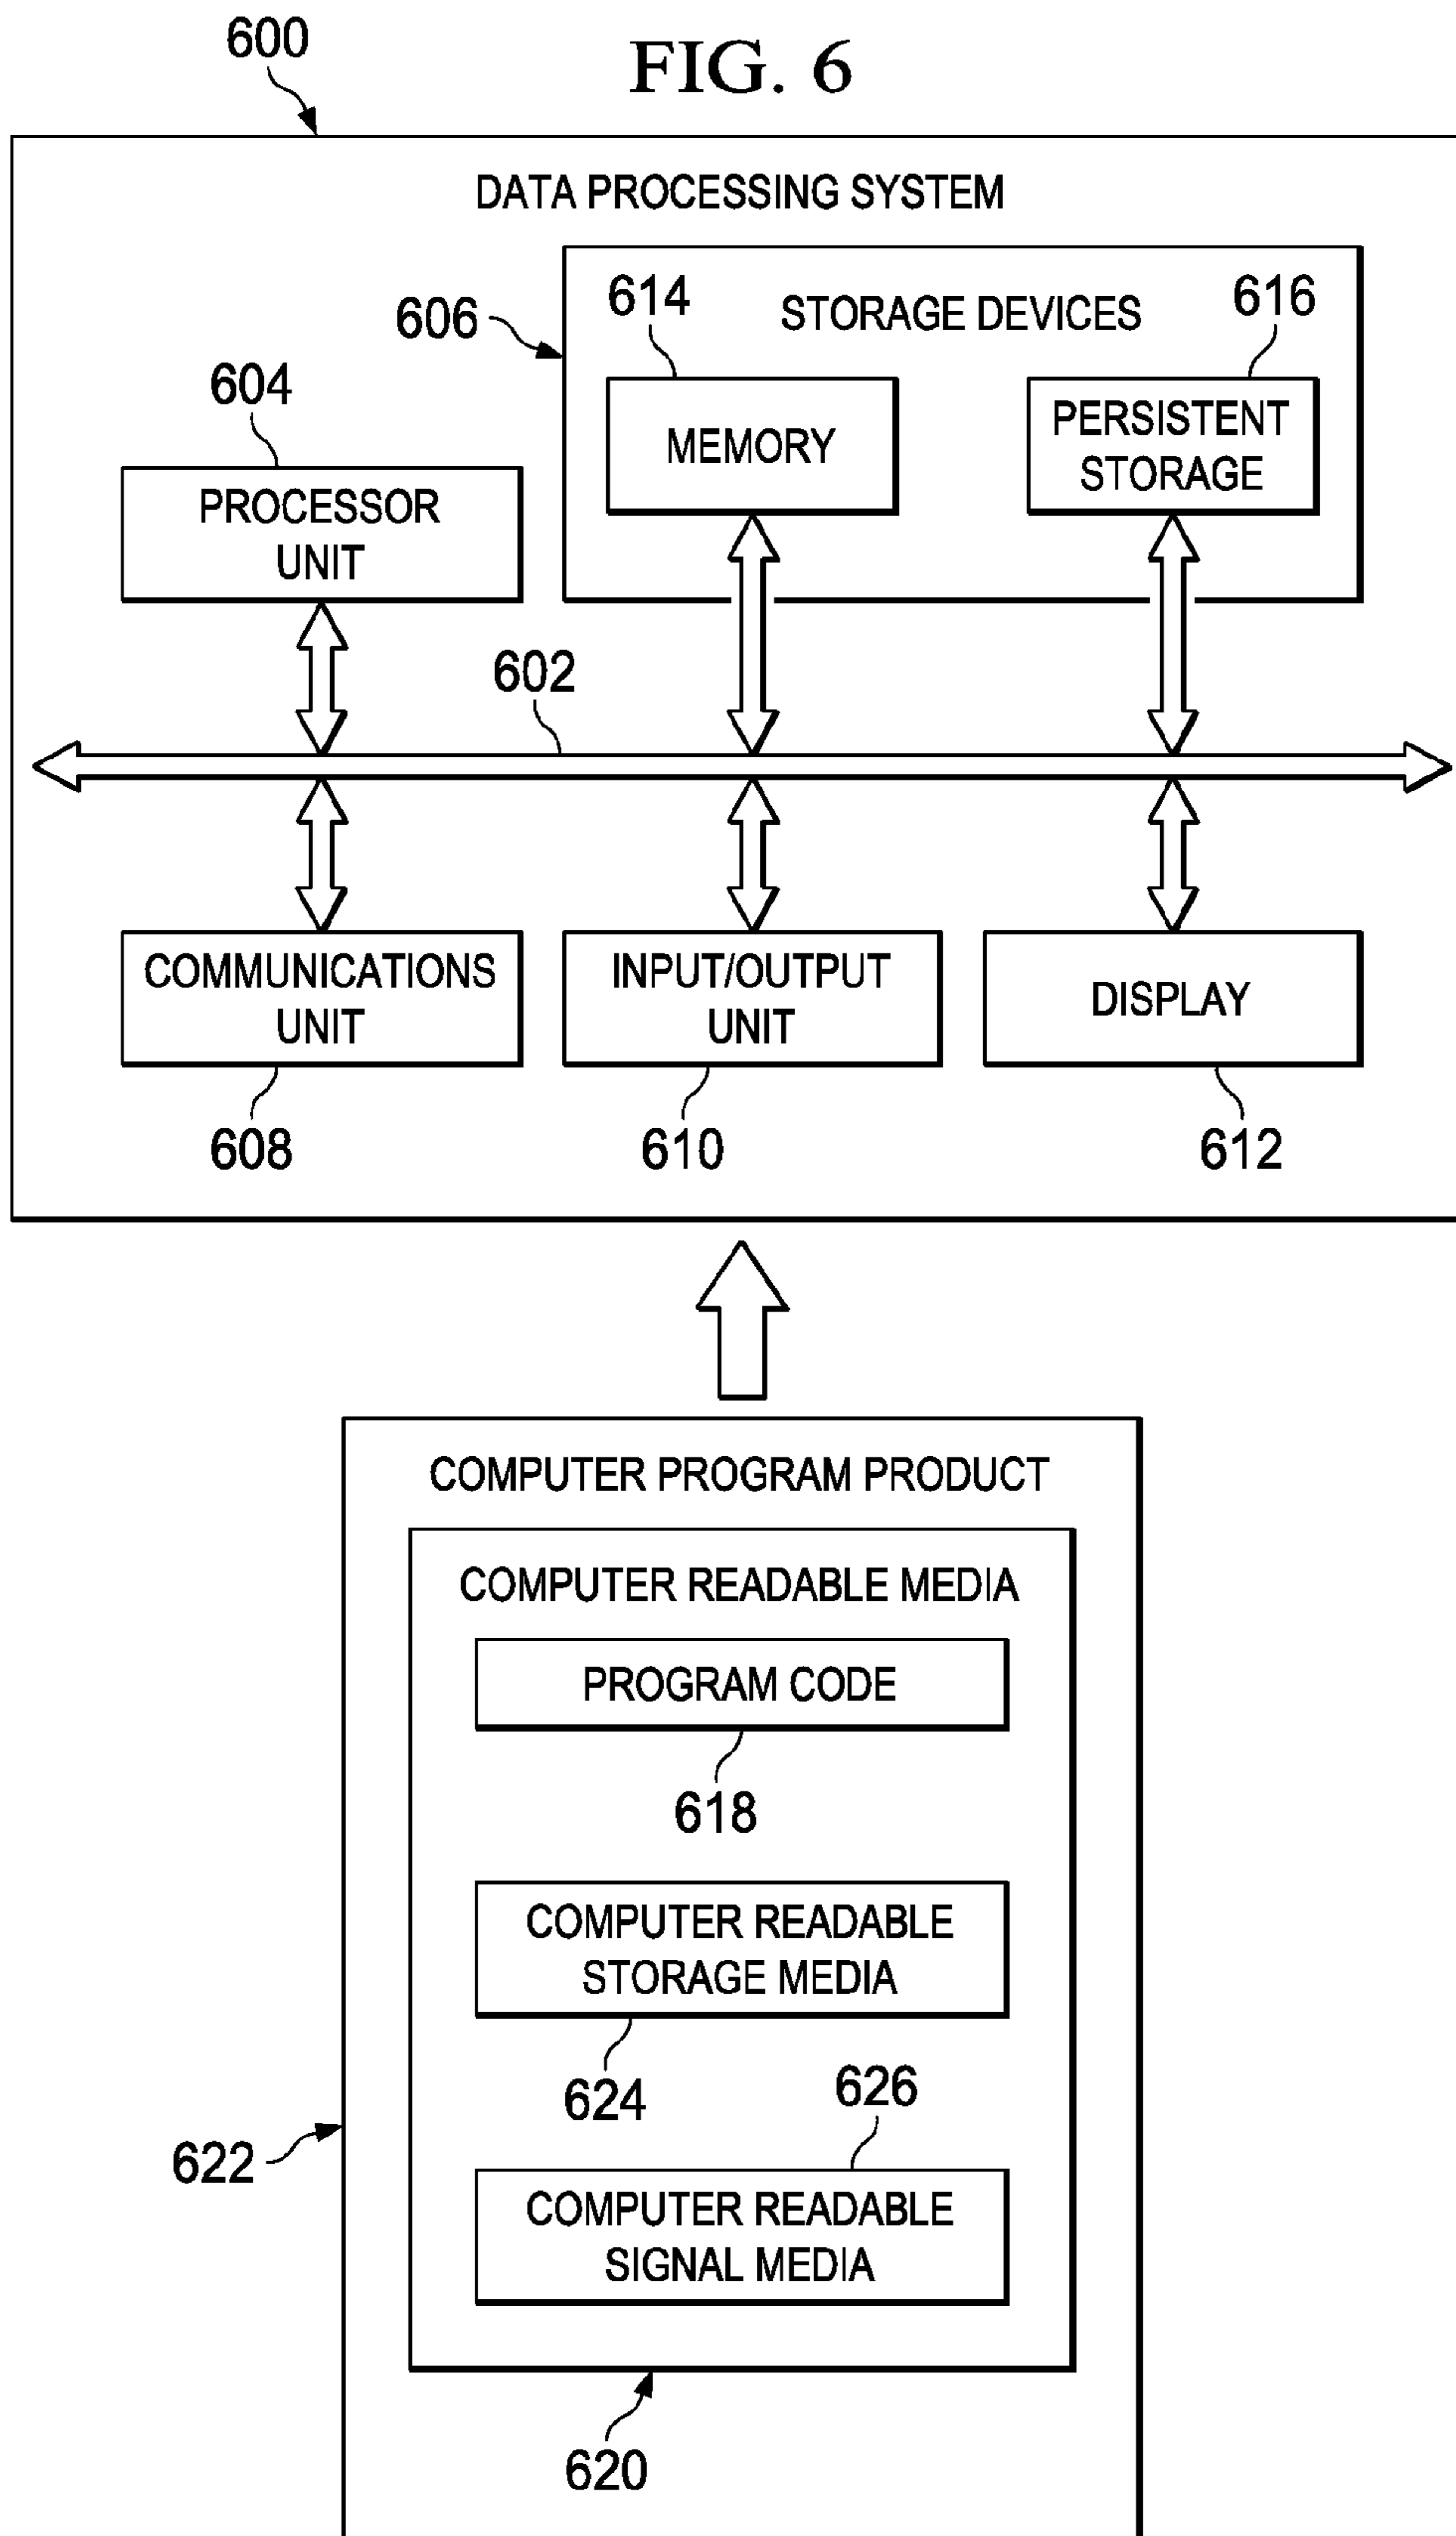 600
FIG. 6
DATA PROCESSING SYSTEM
606
614
STORAGE DEVICES
616
604
MEMORY
PERSISTENT
STORAGE
PROCESSOR
UNIT
602
COMMUNICATIONS
UNIT
INPUT/OUTPUT
UNIT
DISPLAY
608
610
612
COMPUTER PROGRAM PRODUCT
COMPUTER READABLE MEDIA
PROGRAM CODE
618
COMPUTER READABLE
STORAGE MEDIA
624
626
622
COMPUTER READABLE
SIGNAL MEDIA
620